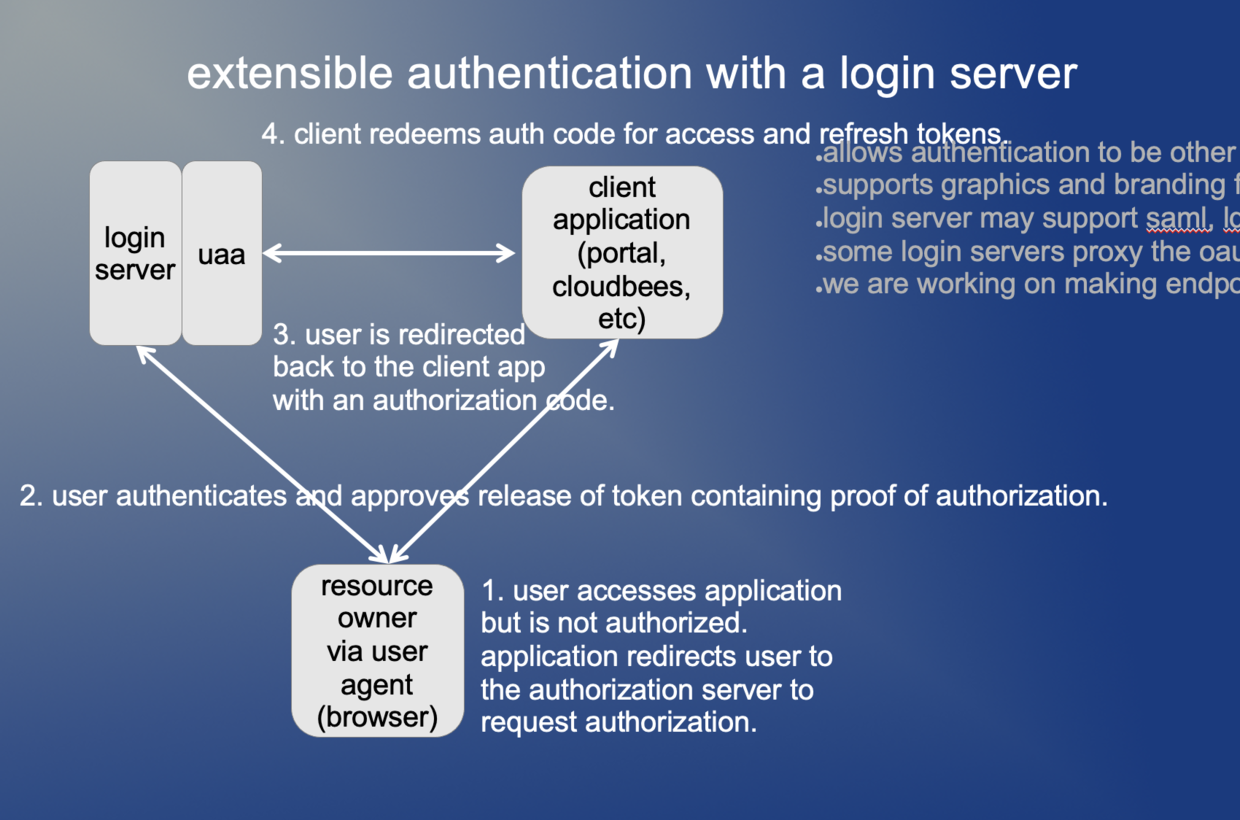 extensible authentication with a login server
4. client redeems auth code for access and refresh tokens.
allows authentication to be other
supports graphics and branding
login server may support saml,
some login servers proxy the
we are working on making
login
server
uaa
client
application
(portal,
cloudbees,
etc)
3. user is redirected
back to the client app
with an authorization code.
2. user authenticates and approves release of token containing proof of authorization.
resource
owner
via user
agent
(browser)
1. user accesses application
but is not authorized.
application redirects user to
the authorization server to
request authorization.